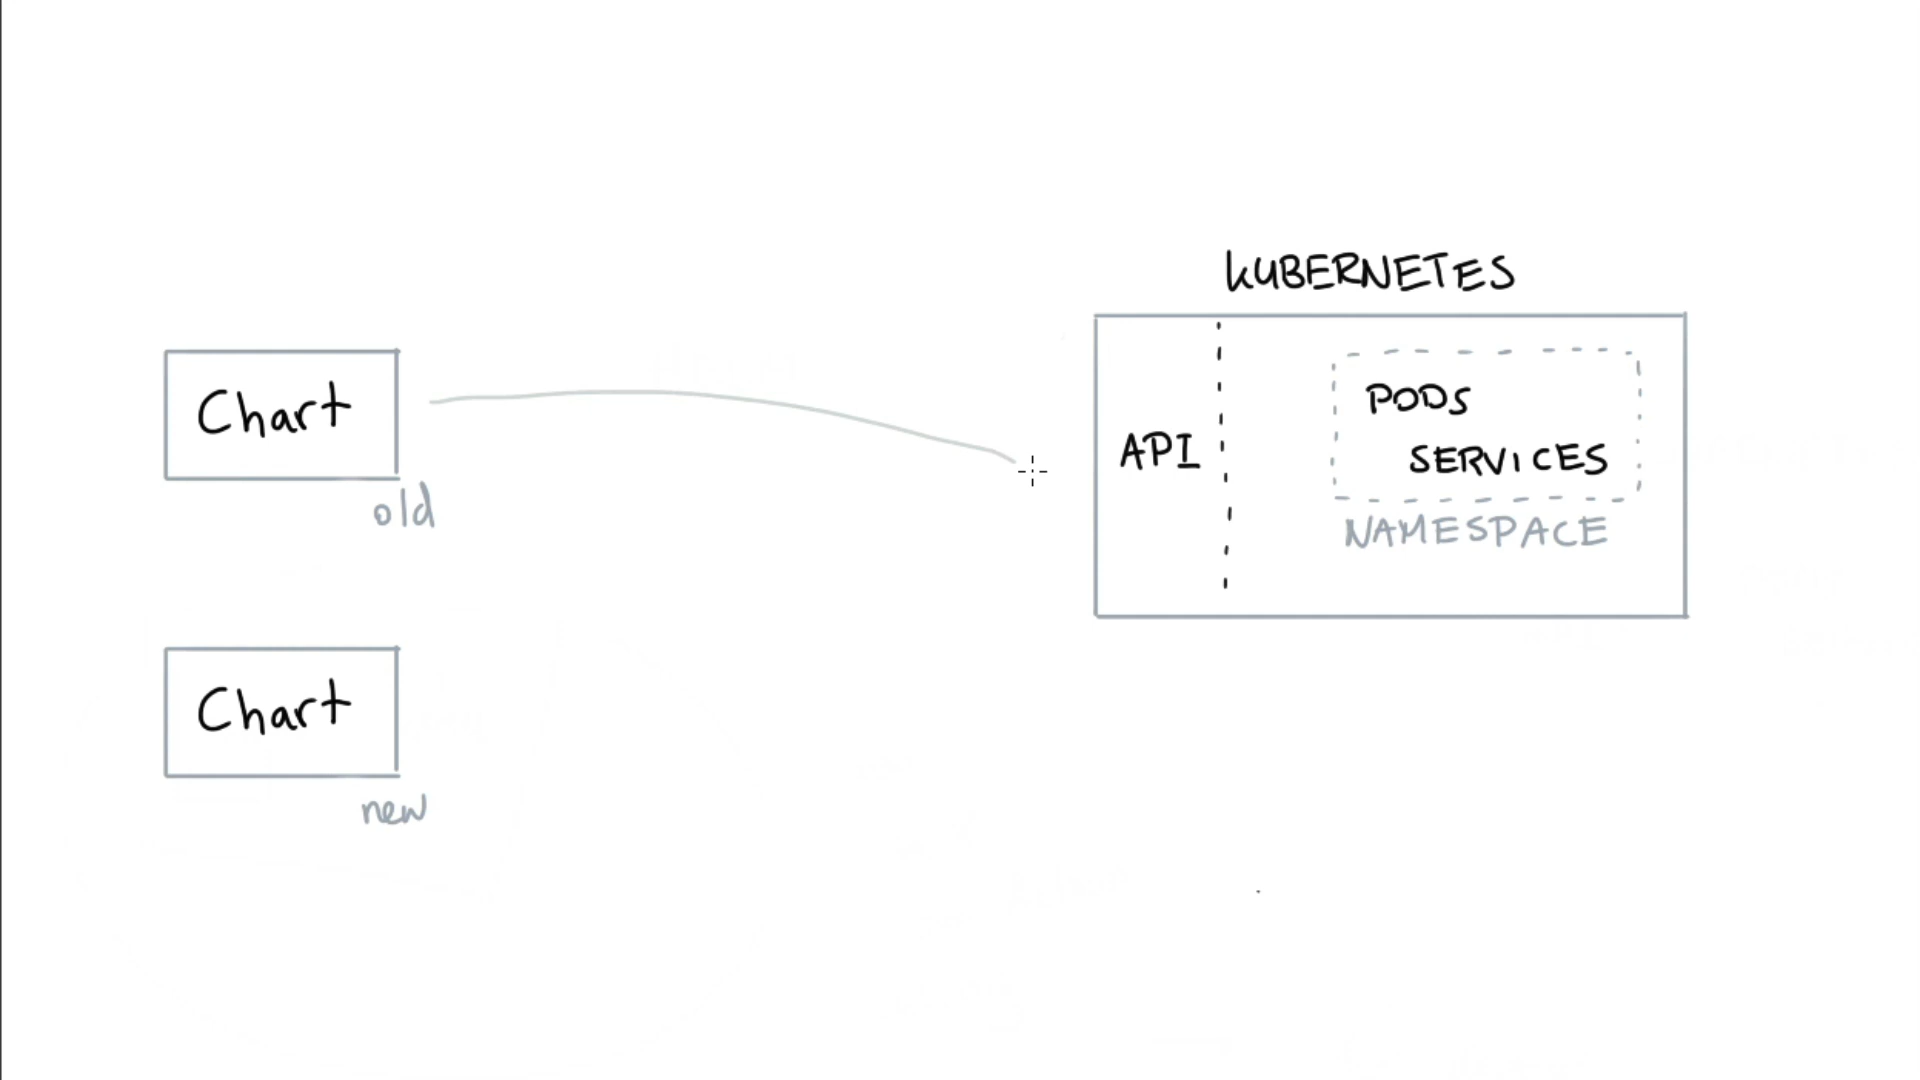 KUBERNETES
Chart
old
API
PODS
SERVICES
NAMESPACE
Chart
new